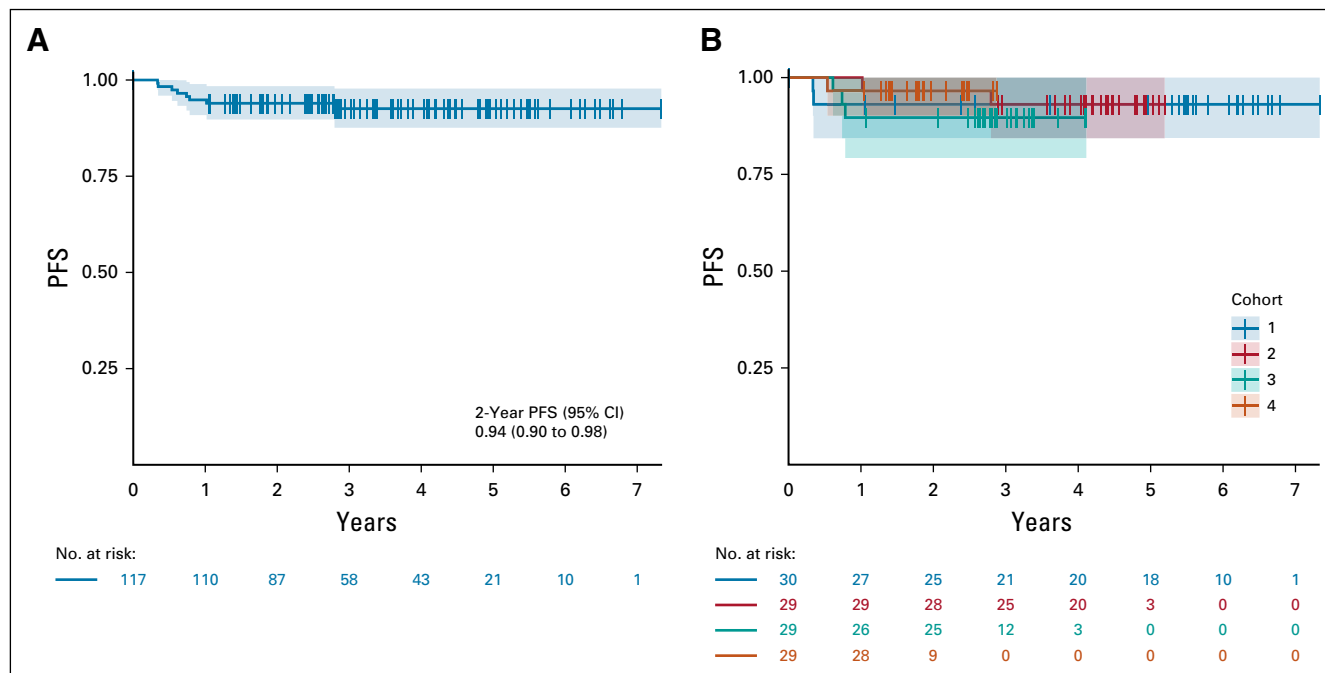 A
1.00
0.75
0.50
0.25
PFS
2-Year PFS (95% CI)
0.94 (0.90 to 0.98)
0 1 2 3 4 5 6 7
Years
No. at risk:
117 110 87 58 43 21 10 1
B
1.00
0.75
0.50
0.25
PFS
Cohort
1
2
3
4
0 1 2 3 4 5 6 7
Years
No. at risk:
30 27 25 21 20 18 10 1
29 29 28 25 20 3 0 0
29 26 25 12 3 0 0 0
29 28 9 0 0 0 0 0